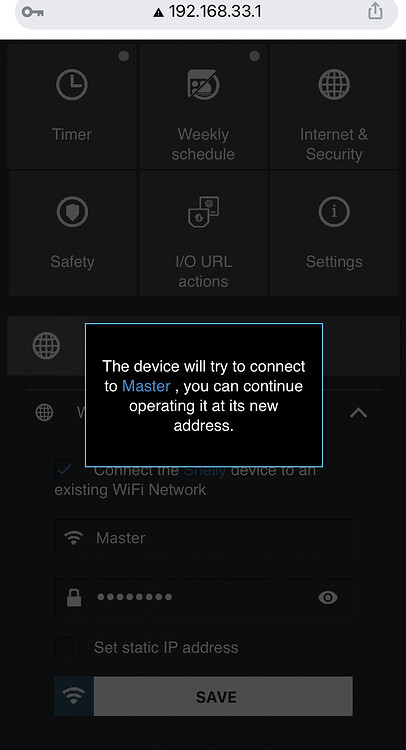 192.168.33.1
Timer
Weekly
schedule
Internet &
Security
Safety
I/O URL
actions
Settings
The device will try to connect
to Master , you can continue
operating it at its new
address.
W
Connect the Shelly device to an
existing WiFi Network
Master
Set static IP address
SAVE